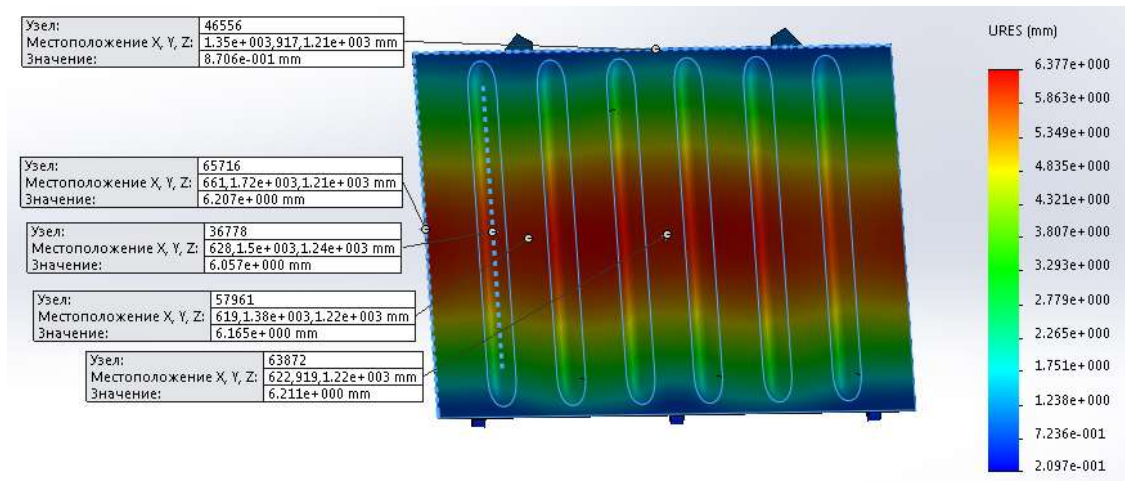 Узел: 46556
Местоположение X, Y, Z: 1.35e+003,917,1.21e+003 mm
Значение: 8.706e-001 mm
Узел: 65716
Местоположение X, Y, Z: 661,1.72e+003,1.21e+003 mm
Значение: 6.207e+000 mm
Узел: 36778
Местоположение X, Y, Z: 628,1.5e+003,1.24e+003 mm
Значение: 6.057e+000 mm
Узел: 57961
Местоположение X, Y, Z: 619,1.38e+003,1.22e+003 mm
Значение: 6.165e+000 mm
Узел: 63872
Местоположение X, Y, Z: 622,919,1.22e+003 mm
Значение: 6.211e+000 mm
URES (mm)
6.377e+000
5.863e+000
5.349e+000
4.835e+000
4.321e+000
3.807e+000
3.293e+000
2.779e+000
2.265e+000
1.751e+000
1.238e+000
7.236e-001
2.097e-001